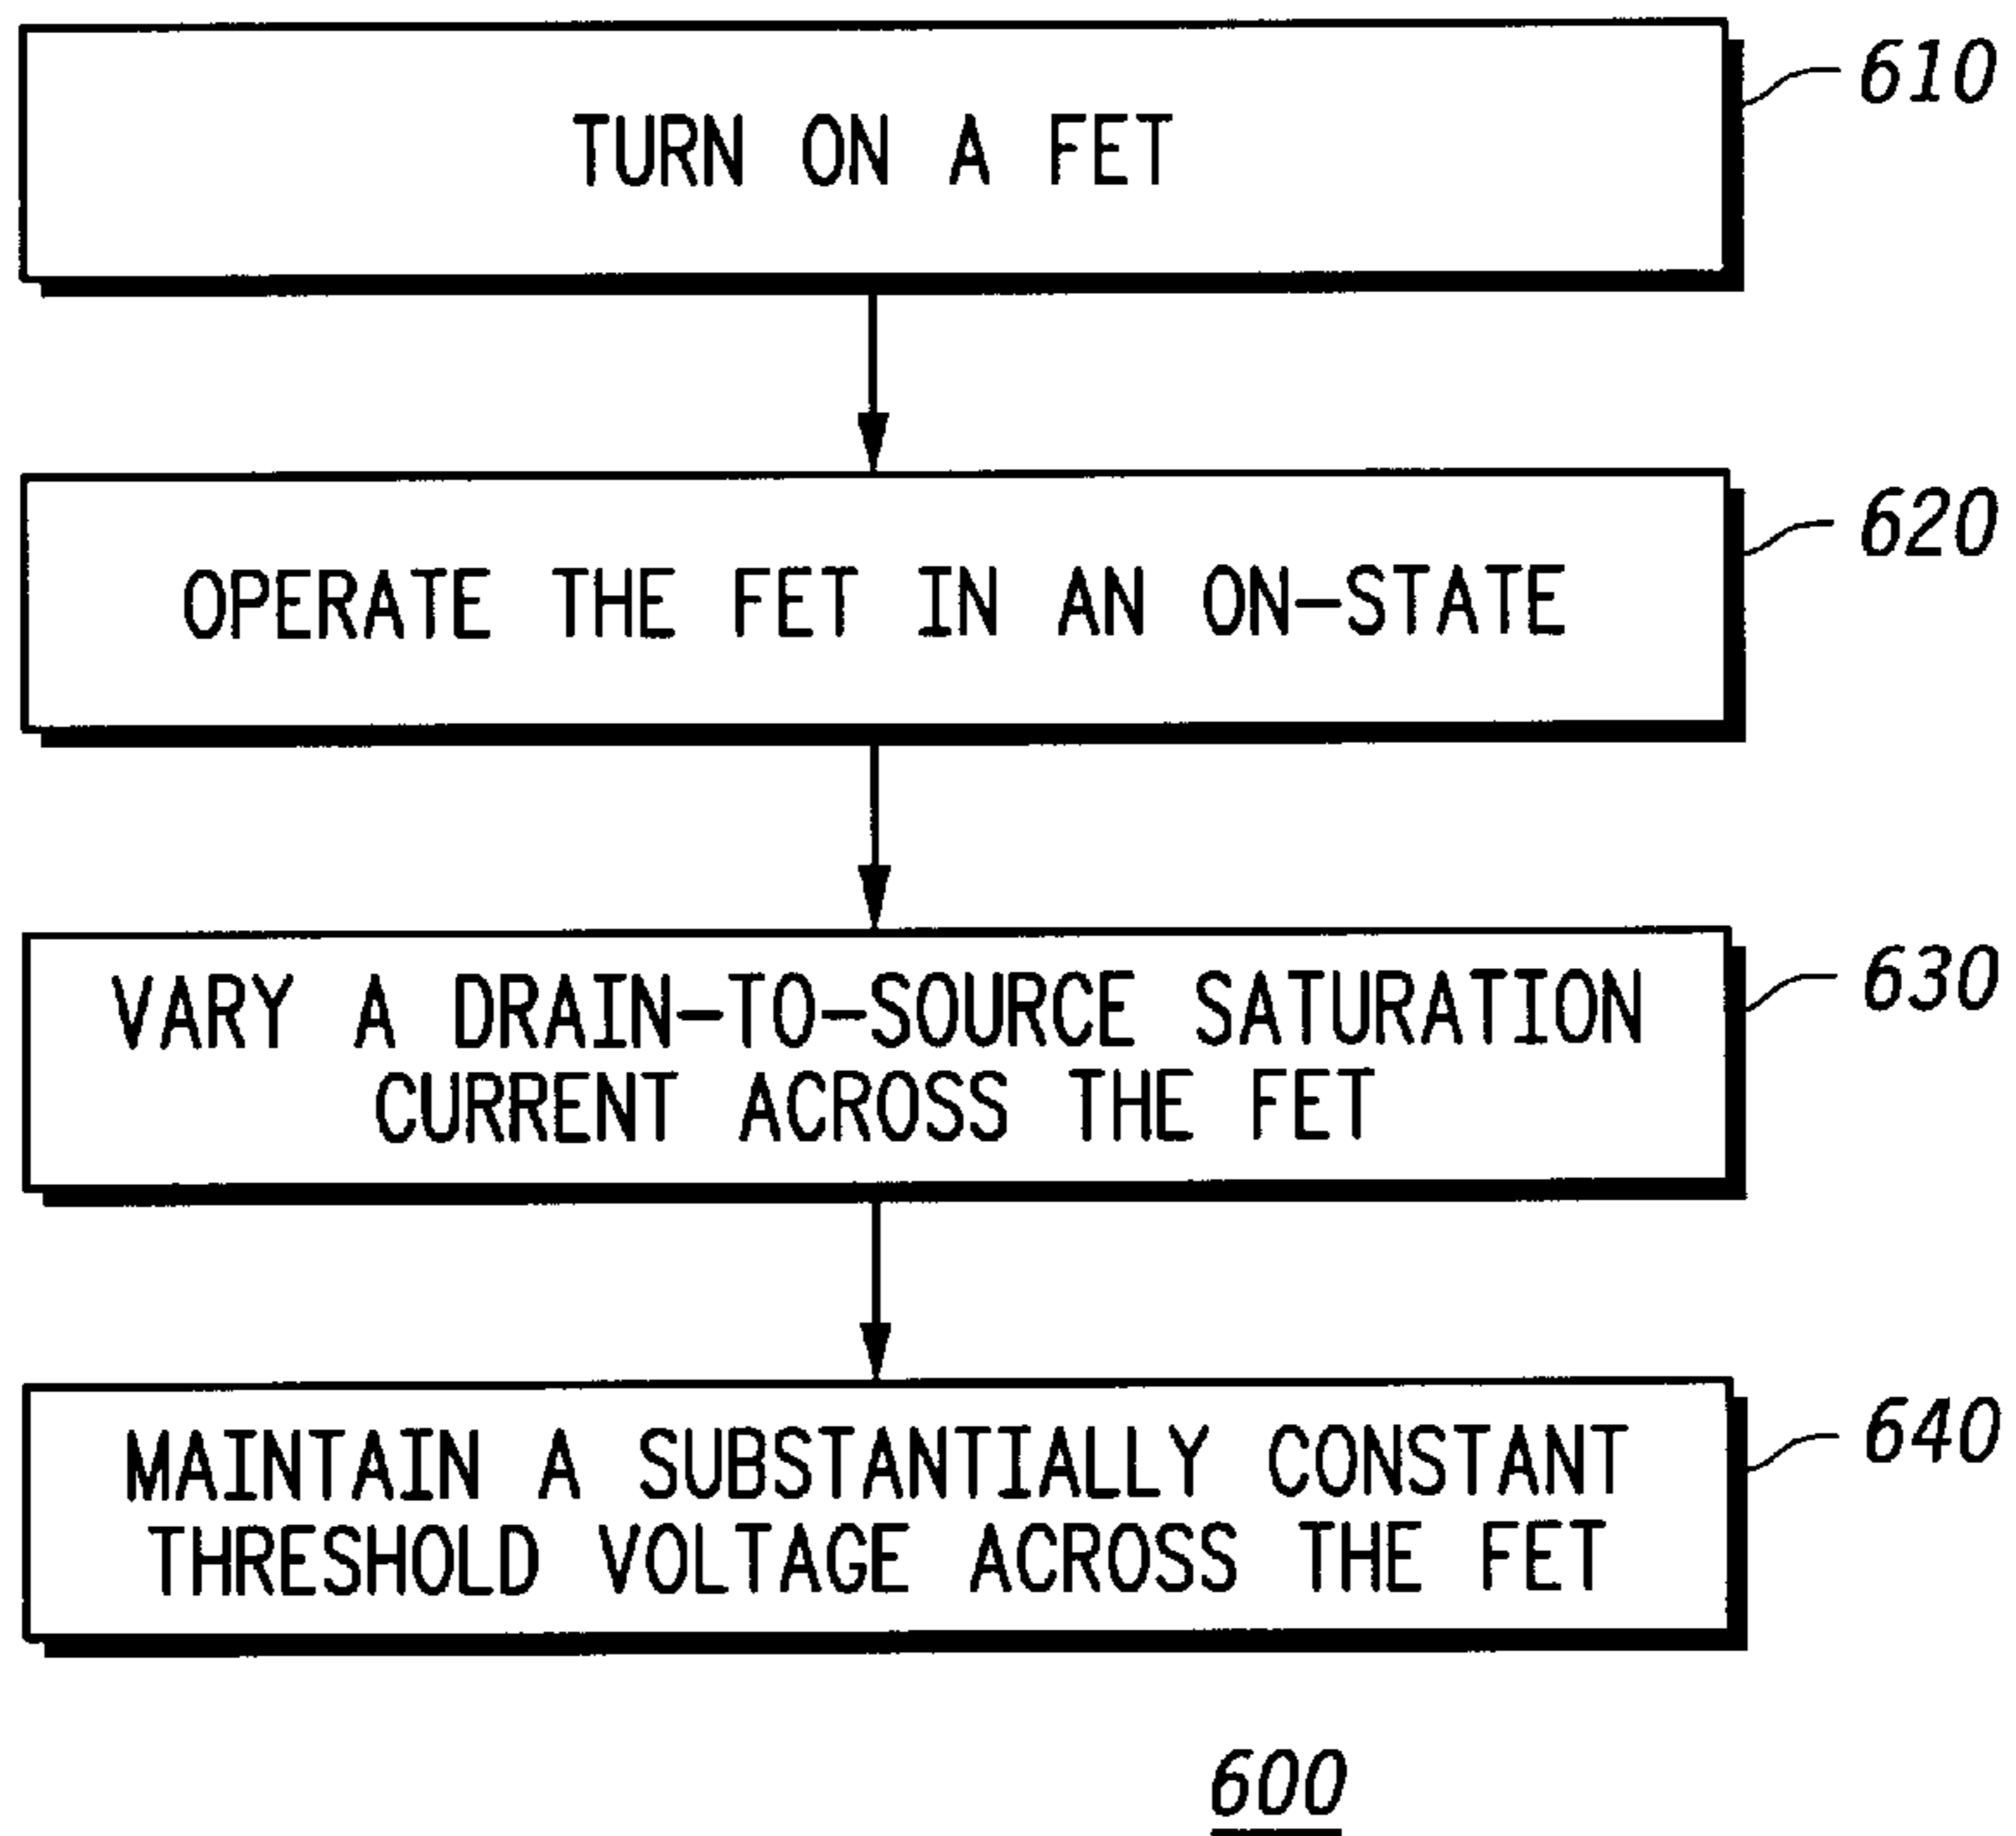 TURN ON A FET
610
OPERATE THE FET IN AN ON-STATE
620
VARY A DRAIN-TO-SOURCE SATURATION
CURRENT ACROSS THE FET
630
MAINTAIN A SUBSTANTIALLY CONSTANT
THRESHOLD VOLTAGE ACROSS THE FET
640
600